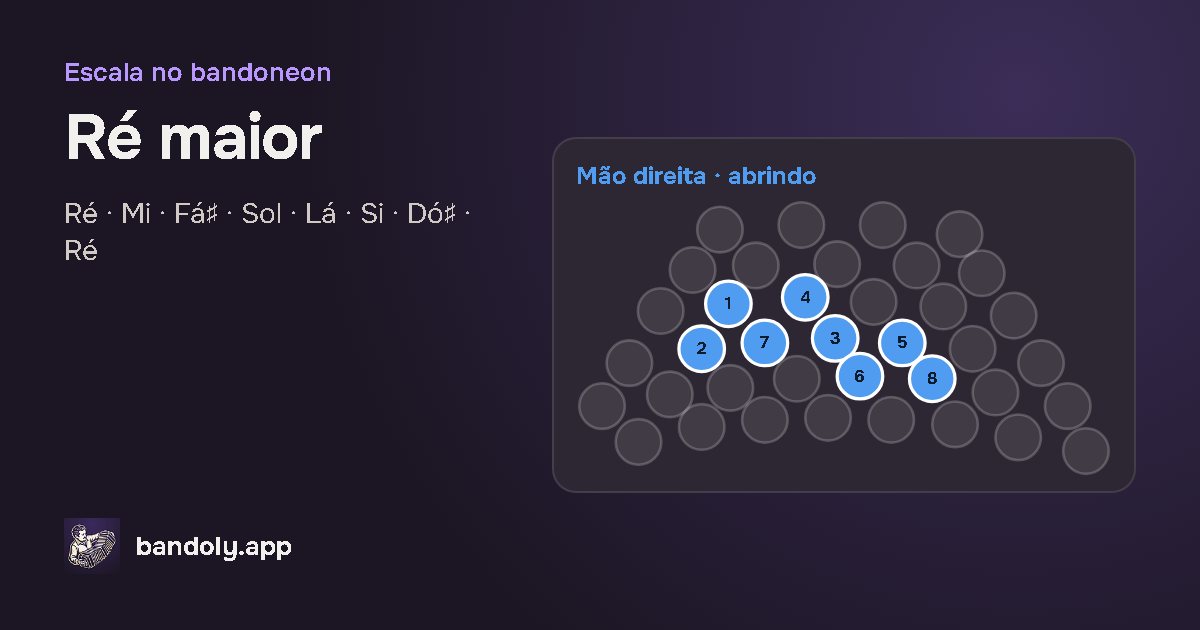 Escala no bandoneon
Ré maior
Ré · Mi · Fá♯ · Sol · Lá · Si · Dó♯ ·
Ré
Mão direita · abrindo
1
4
2
7
3
5
6
8
bandoly.app